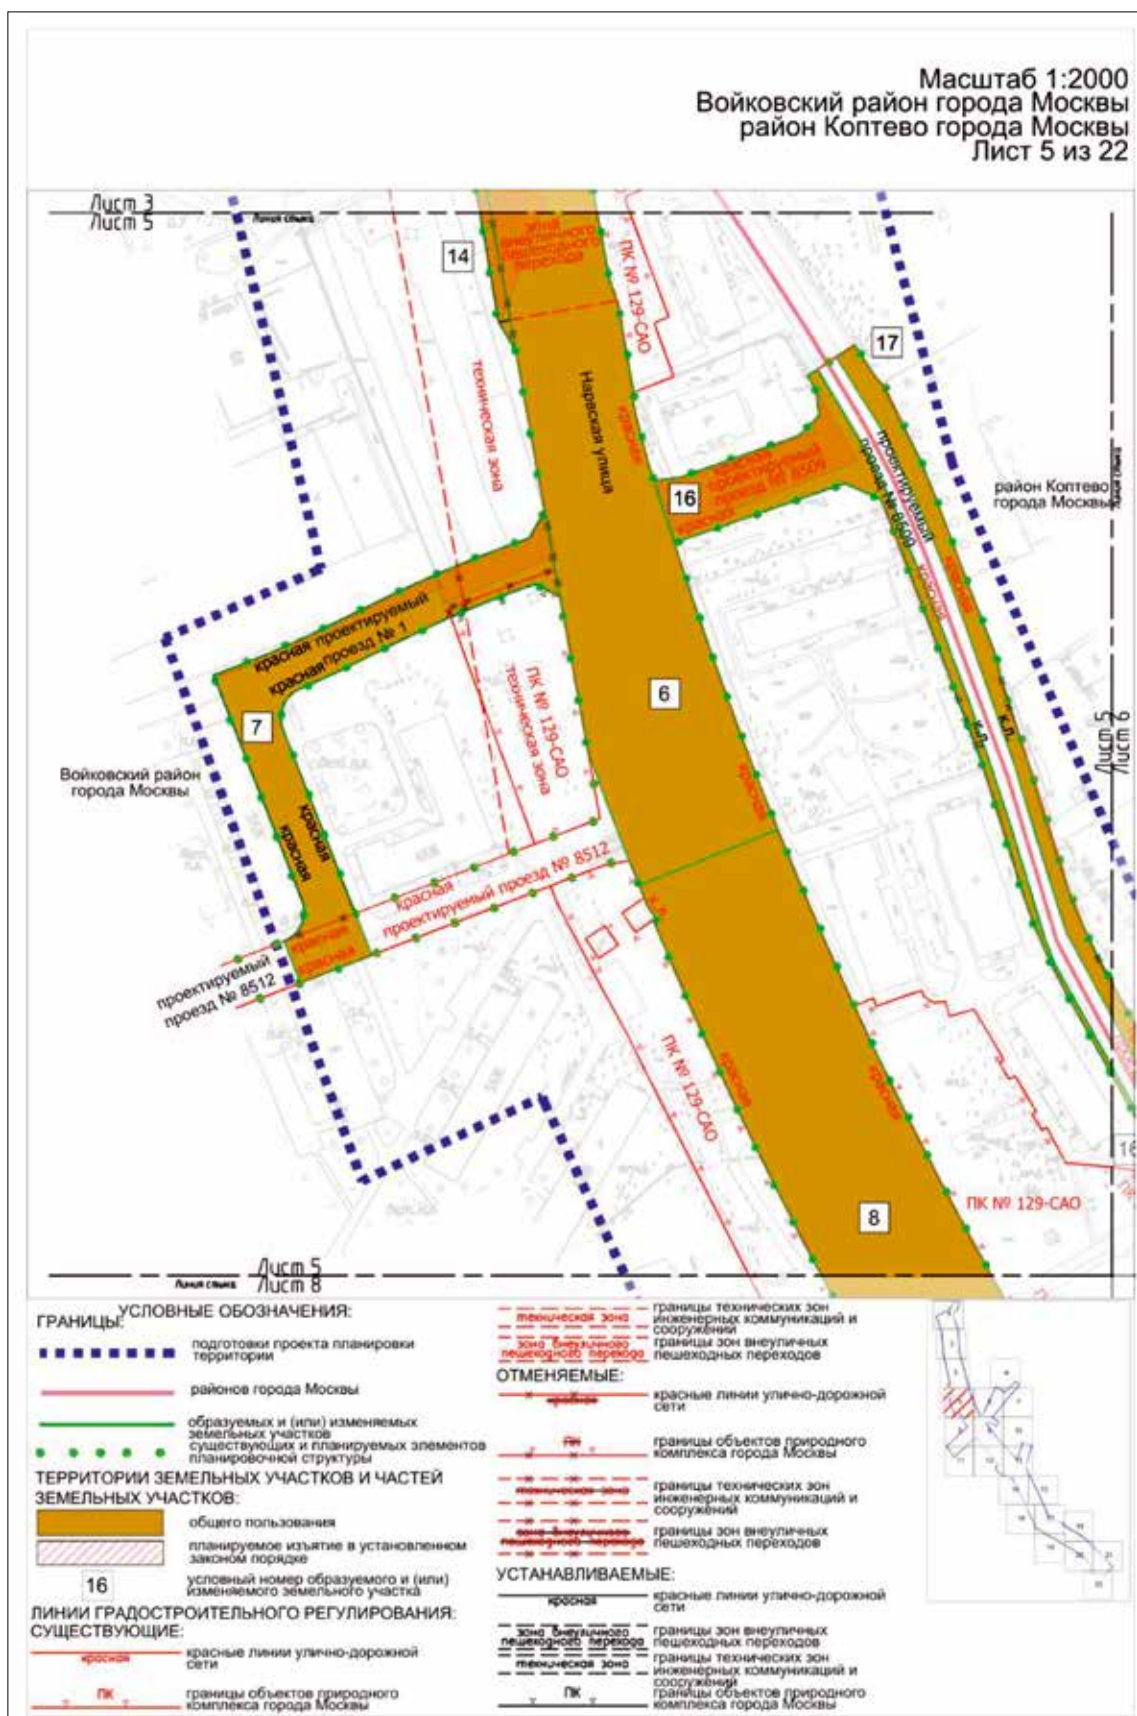 Масштаб 1:2000
Войковский район города Москвы
район Коптево города Москвы
Лист 5 из 22
Лист 3
Лист 5
Линия стыка
14
зона
внеуличного
пешеходного
перехода
ПК № 129-САО
17
техническая зона
Нарвская улица
красная
красная
проектируемый
проезд № 8509
16
красная
проектируемый
проезд № 8509
красная
красная
район Коптево
города Москвы
Линия стыка
красная проектируемый
красная проезд № 1
ПК № 129-САО
техническая зона
6
7
К.Л.
К.Л.
Лист 5
Лист 6
Войковский район
города Москвы
красная
красная
красная
красная
проектируемый проезд № 8512
К.Л.
красная
красная
проектируемый
проезд № 8512
ПК № 129-САО
красная
красная
16
8
ПК № 129-САО
ПК
Лист 5
Линия стыка
Лист 8
УСЛОВНЫЕ ОБОЗНАЧЕНИЯ:
ГРАНИЦЫ:
подготовки проекта планировки
территории
районов города Москвы
образуемых и (или) изменяемых
земельных участков
существующих и планируемых элементов
планировочной структуры
ТЕРРИТОРИИ ЗЕМЕЛЬНЫХ УЧАСТКОВ И ЧАСТЕЙ
ЗЕМЕЛЬНЫХ УЧАСТКОВ:
общего пользования
планируемое изъятие в установленном
законом порядке
16
условный номер образуемого и (или)
изменяемого земельного участка
ЛИНИИ ГРАДОСТРОИТЕЛЬНОГО РЕГУЛИРОВАНИЯ:
СУЩЕСТВУЮЩИЕ:
красная
красные линии улично-дорожной
сети
ПК
границы объектов природного
комплекса города Москвы
техническая зона
границы технических зон
инженерных коммуникаций и
сооружений
зона внеуличного
пешеходного перехода
границы зон внеуличных
пешеходных переходов
ОТМЕНЯЕМЫЕ:
красная
красные линии улично-дорожной
сети
ПК
границы объектов природного
комплекса города Москвы
техническая зона
границы технических зон
инженерных коммуникаций и
сооружений
зона внеуличного
пешеходного перехода
границы зон внеуличных
пешеходных переходов
УСТАНАВЛИВАЕМЫЕ:
красная
красные линии улично-дорожной
сети
зона внеуличного
пешеходного перехода
границы зон внеуличных
пешеходных переходов
техническая зона
границы технических зон
инженерных коммуникаций и
сооружений
ПК
границы объектов природного
комплекса города Москвы